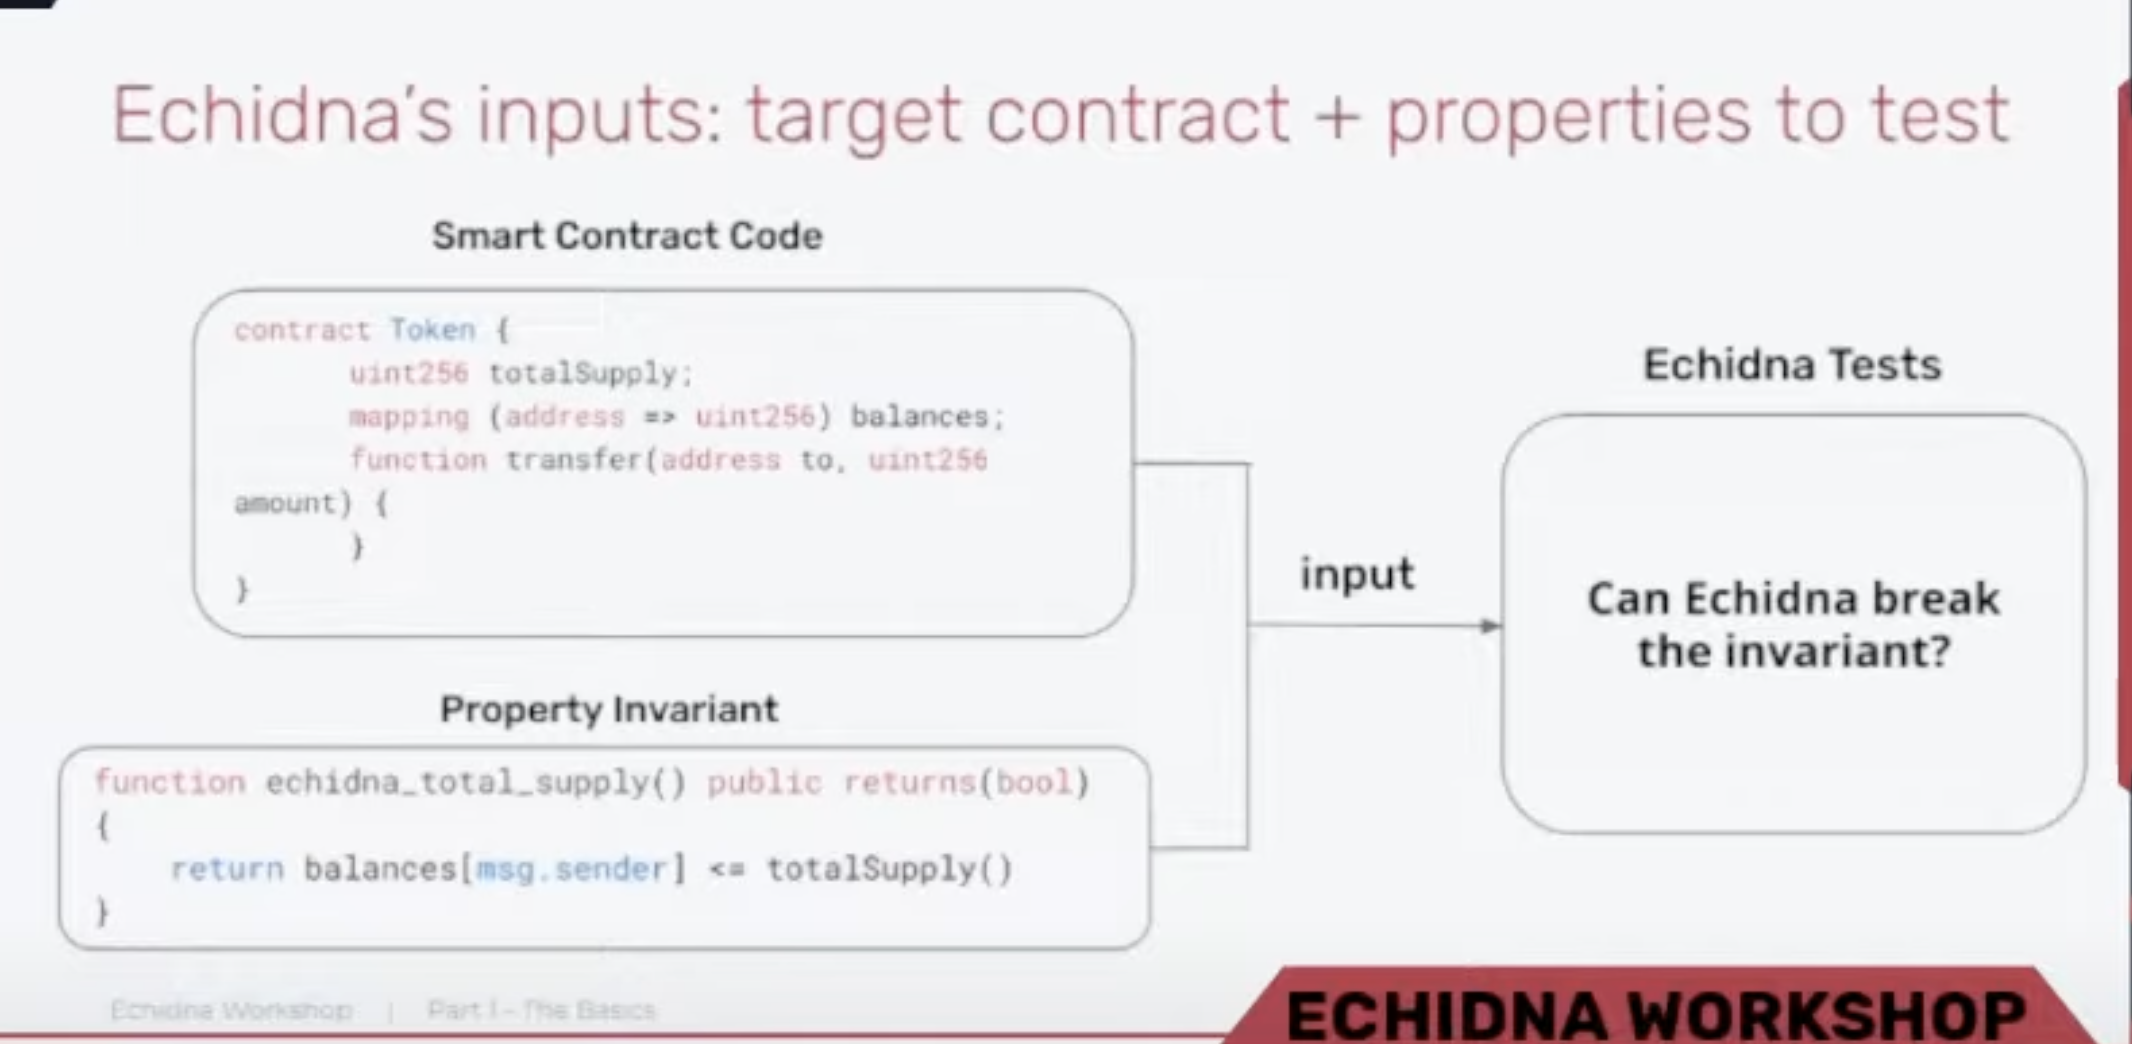 Echidna's inputs: target contract + properties to test
Smart Contract Code
contract Token {
uint256 totalSupply;
mapping (address => uint256) balances;
function transfer(address to, uint256
amount) {
}
}
Property Invariant
function echidna_total_supply() public returns(bool)
{
return balances[msg.sender] <= totalSupply()
}
input
Echidna Tests
Can Echidna break
the invariant?
Echidna Workshop | Part I - The Basics
ECHIDNA WORKSHOP